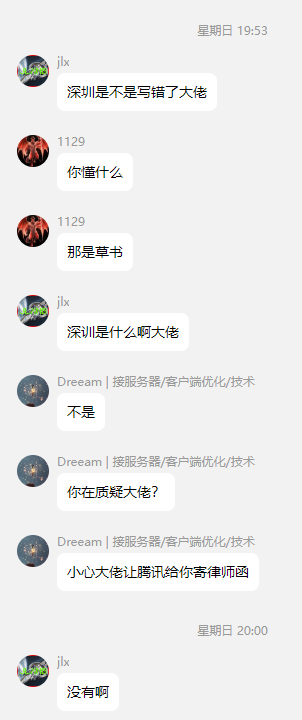 星期日 19:53
jlx
深圳是不是写错了大佬
1129
你懂什么
1129
那是草书
jlx
深圳是什么啊大佬
Dreeam | 接服务器/客户端优化/技术
不是
Dreeam | 接服务器/客户端优化/技术
你在质疑大佬?
Dreeam | 接服务器/客户端优化/技术
小心大佬让腾讯给你寄律师函
星期日 20:00
jlx
没有啊